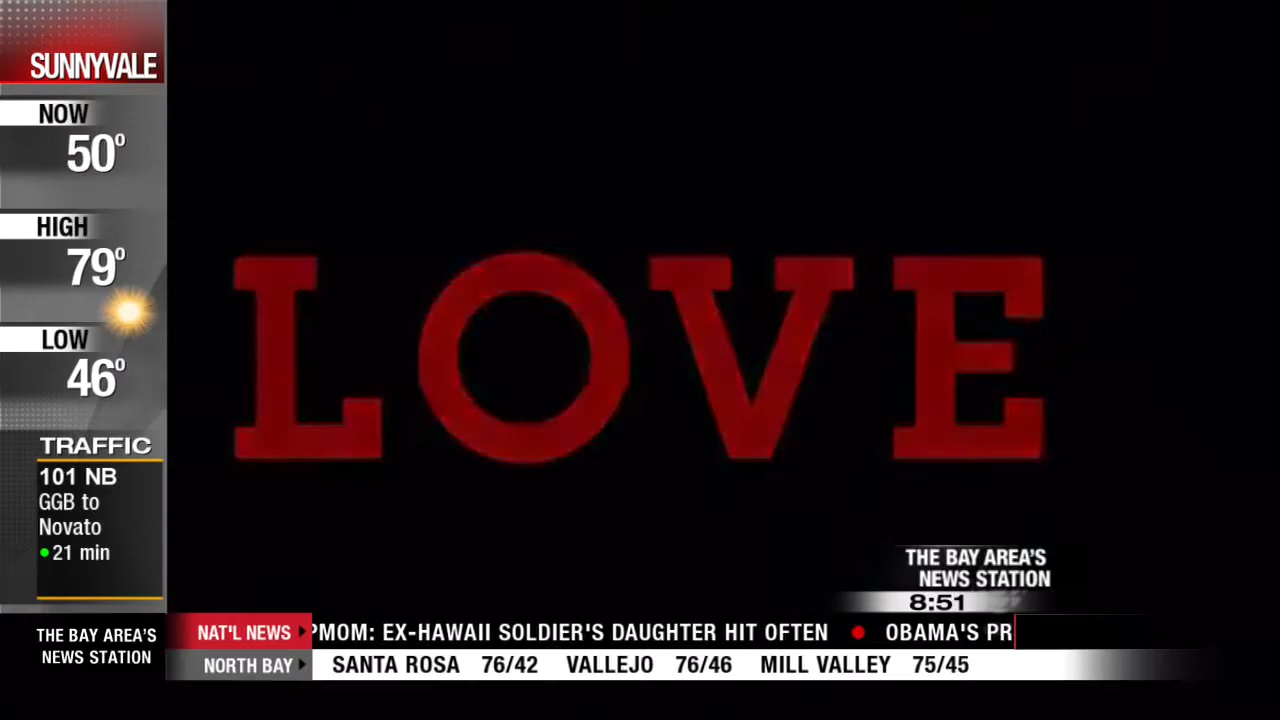 SUNNYVALE
NOW
50°
HIGH
79°
LOW
46°
TRAFFIC
101 NB
GGB to
Novato
21 min
THE BAY AREA'S
NEWS STATION
LOVE
THE BAY AREA'S
NEWS STATION
8:51
NAT'L NEWS PMOM: EX-HAWAII SOLDIER'S DAUGHTER HIT OFTEN OBAMA'S PR
NORTH BAY SANTA ROSA 76/42 VALLEJO 76/46 MILL VALLEY 75/45